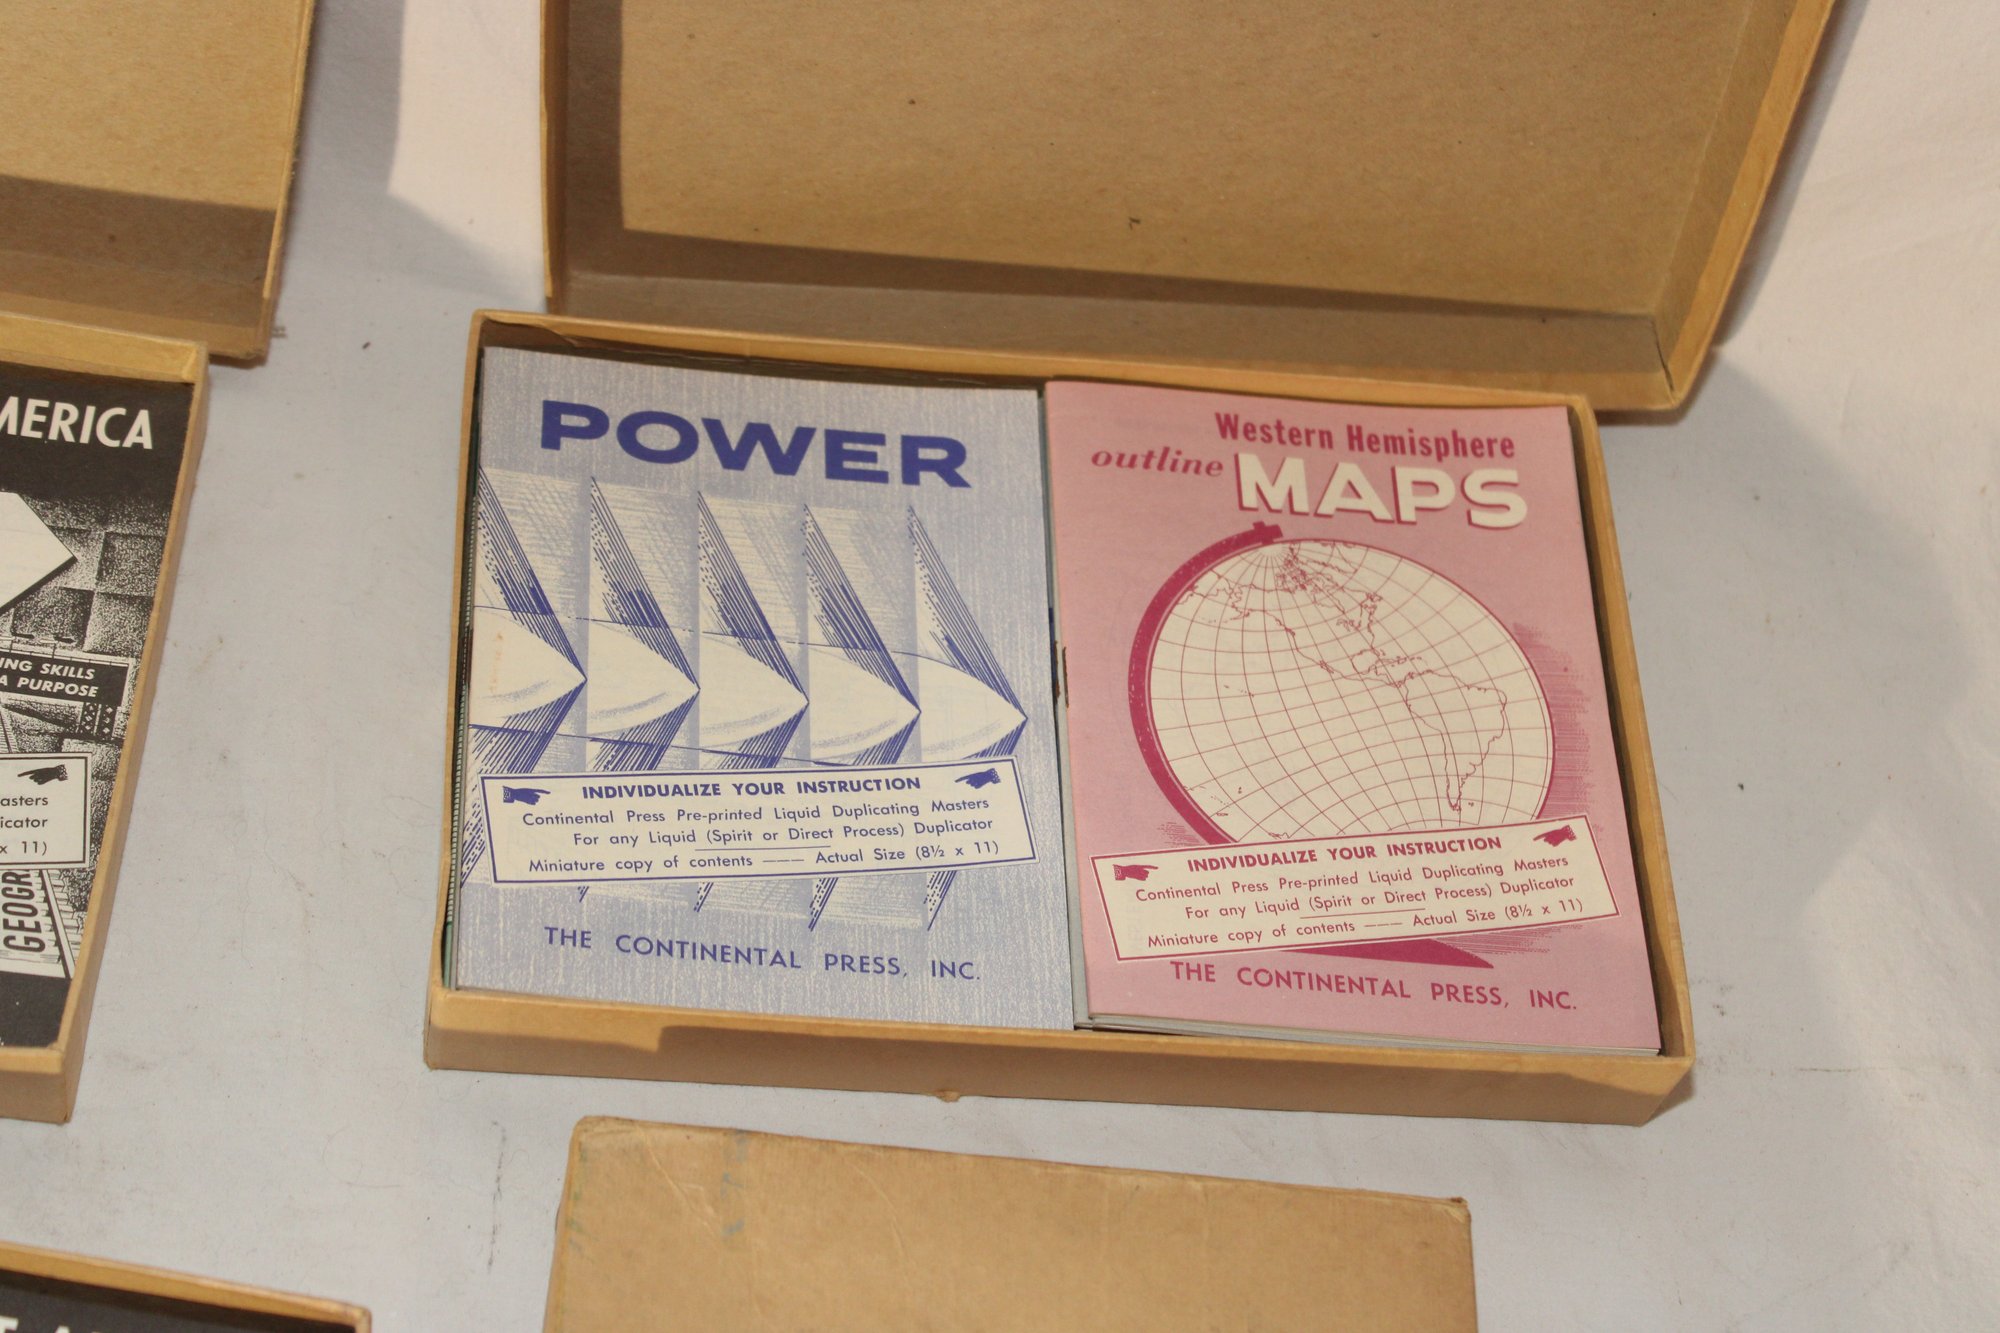 POWER
INDIVIDUALIZE YOUR INSTRUCTION
Continental Press Pre-printed Liquid Duplicating Masters
For any Liquid (Spirit or Direct Process) Duplicator
Miniature copy of contents ——— Actual Size (8½ x 11)
THE CONTINENTAL PRESS, INC.
Western Hemisphere
outline MAPS
INDIVIDUALIZE YOUR INSTRUCTION
Continental Press Pre-printed Liquid Duplicating Masters
For any Liquid (Spirit or Direct Process) Duplicator
Miniature copy of contents ——— Actual Size (8½ x 11)
THE CONTINENTAL PRESS, INC.
MERICA
ING SKILLS
A PURPOSE
asters
icator
x 11)
GEOGR